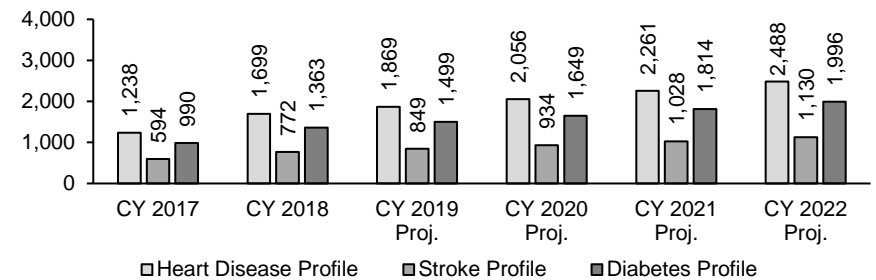 4,000
3,000
2,000
1,000
0
1,238
594
990
1,699
772
1,363
1,869
849
1,499
2,056
934
1,649
2,261
1,028
1,814
2,488
1,130
1,996
CY 2017
CY 2018
CY 2019
Proj.
CY 2020
Proj.
CY 2021
Proj.
CY 2022
Proj.
Heart Disease Profile
Stroke Profile
Diabetes Profile